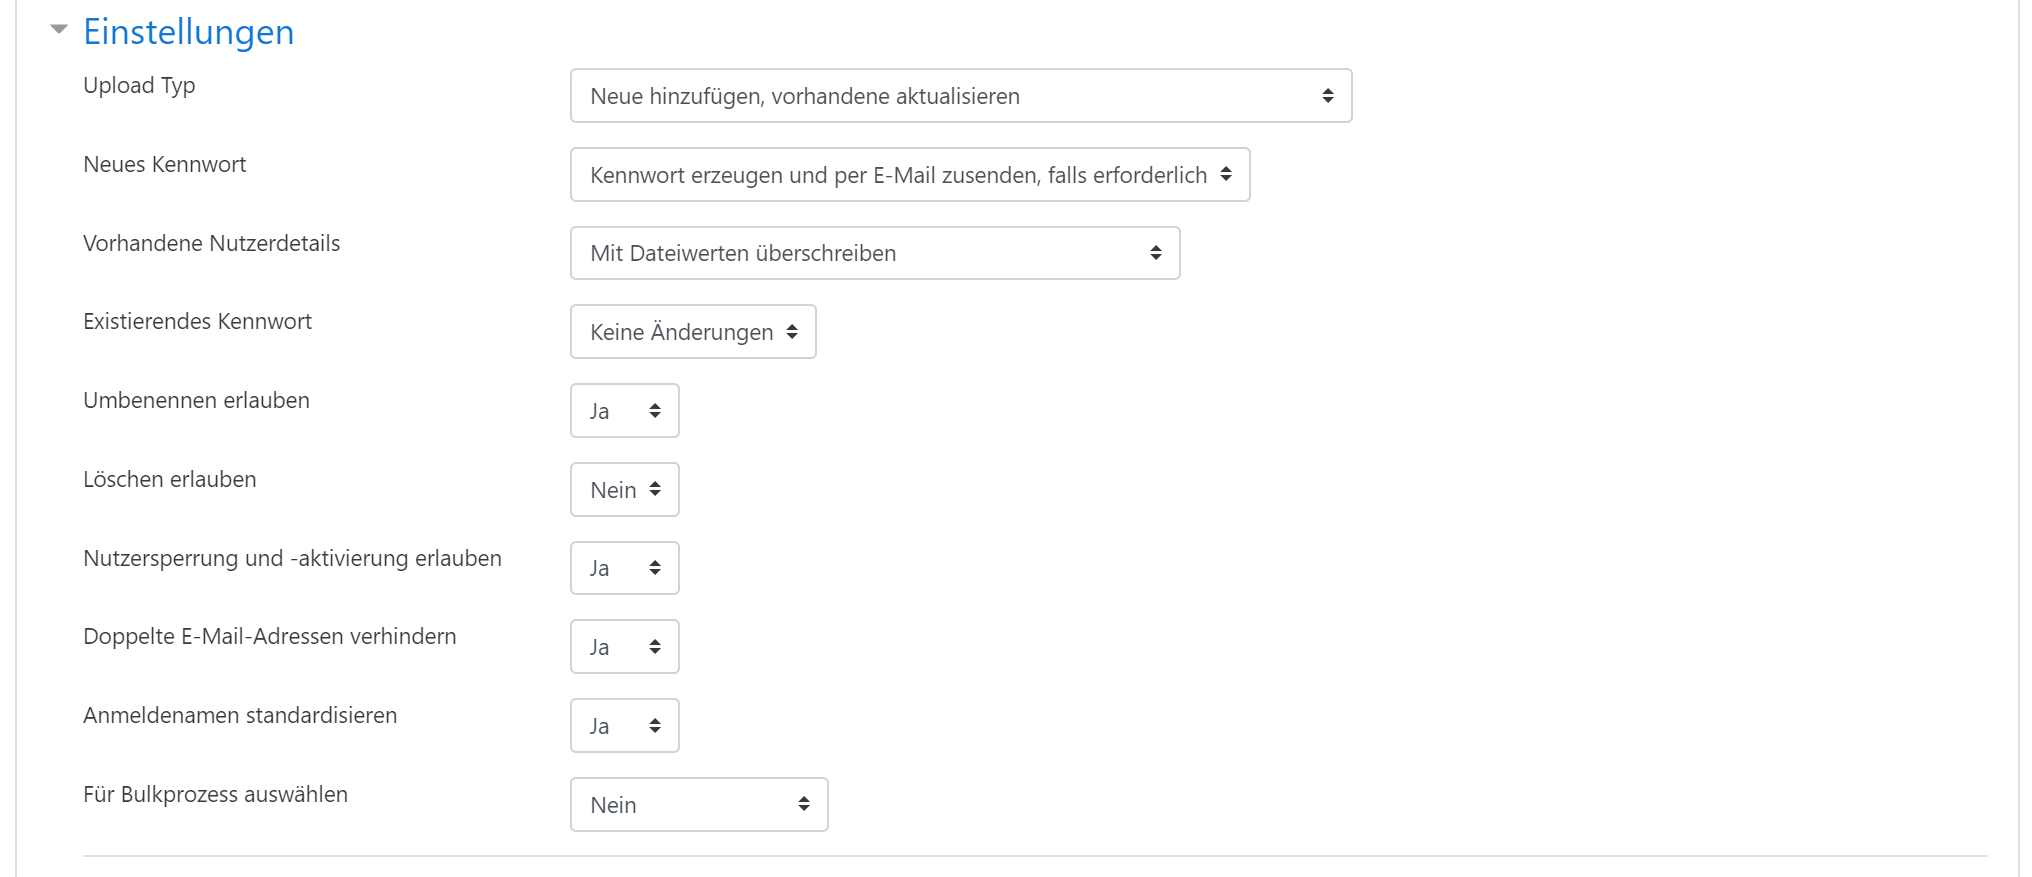 Einstellungen
Upload Typ
Neue hinzufügen, vorhandene aktualisieren
Neues Kennwort
Kennwort erzeugen und per E-Mail zusenden, falls erforderlich
Vorhandene Nutzerdetails
Mit Dateiwerten überschreiben
Existierendes Kennwort
Keine Änderungen
Umbenennen erlauben
Ja
Löschen erlauben
Nein
Nutzersperrung und -aktivierung erlauben
Ja
Doppelte E-Mail-Adressen verhindern
Ja
Anmeldenamen standardisieren
Ja
Für Bulkprozess auswählen
Nein